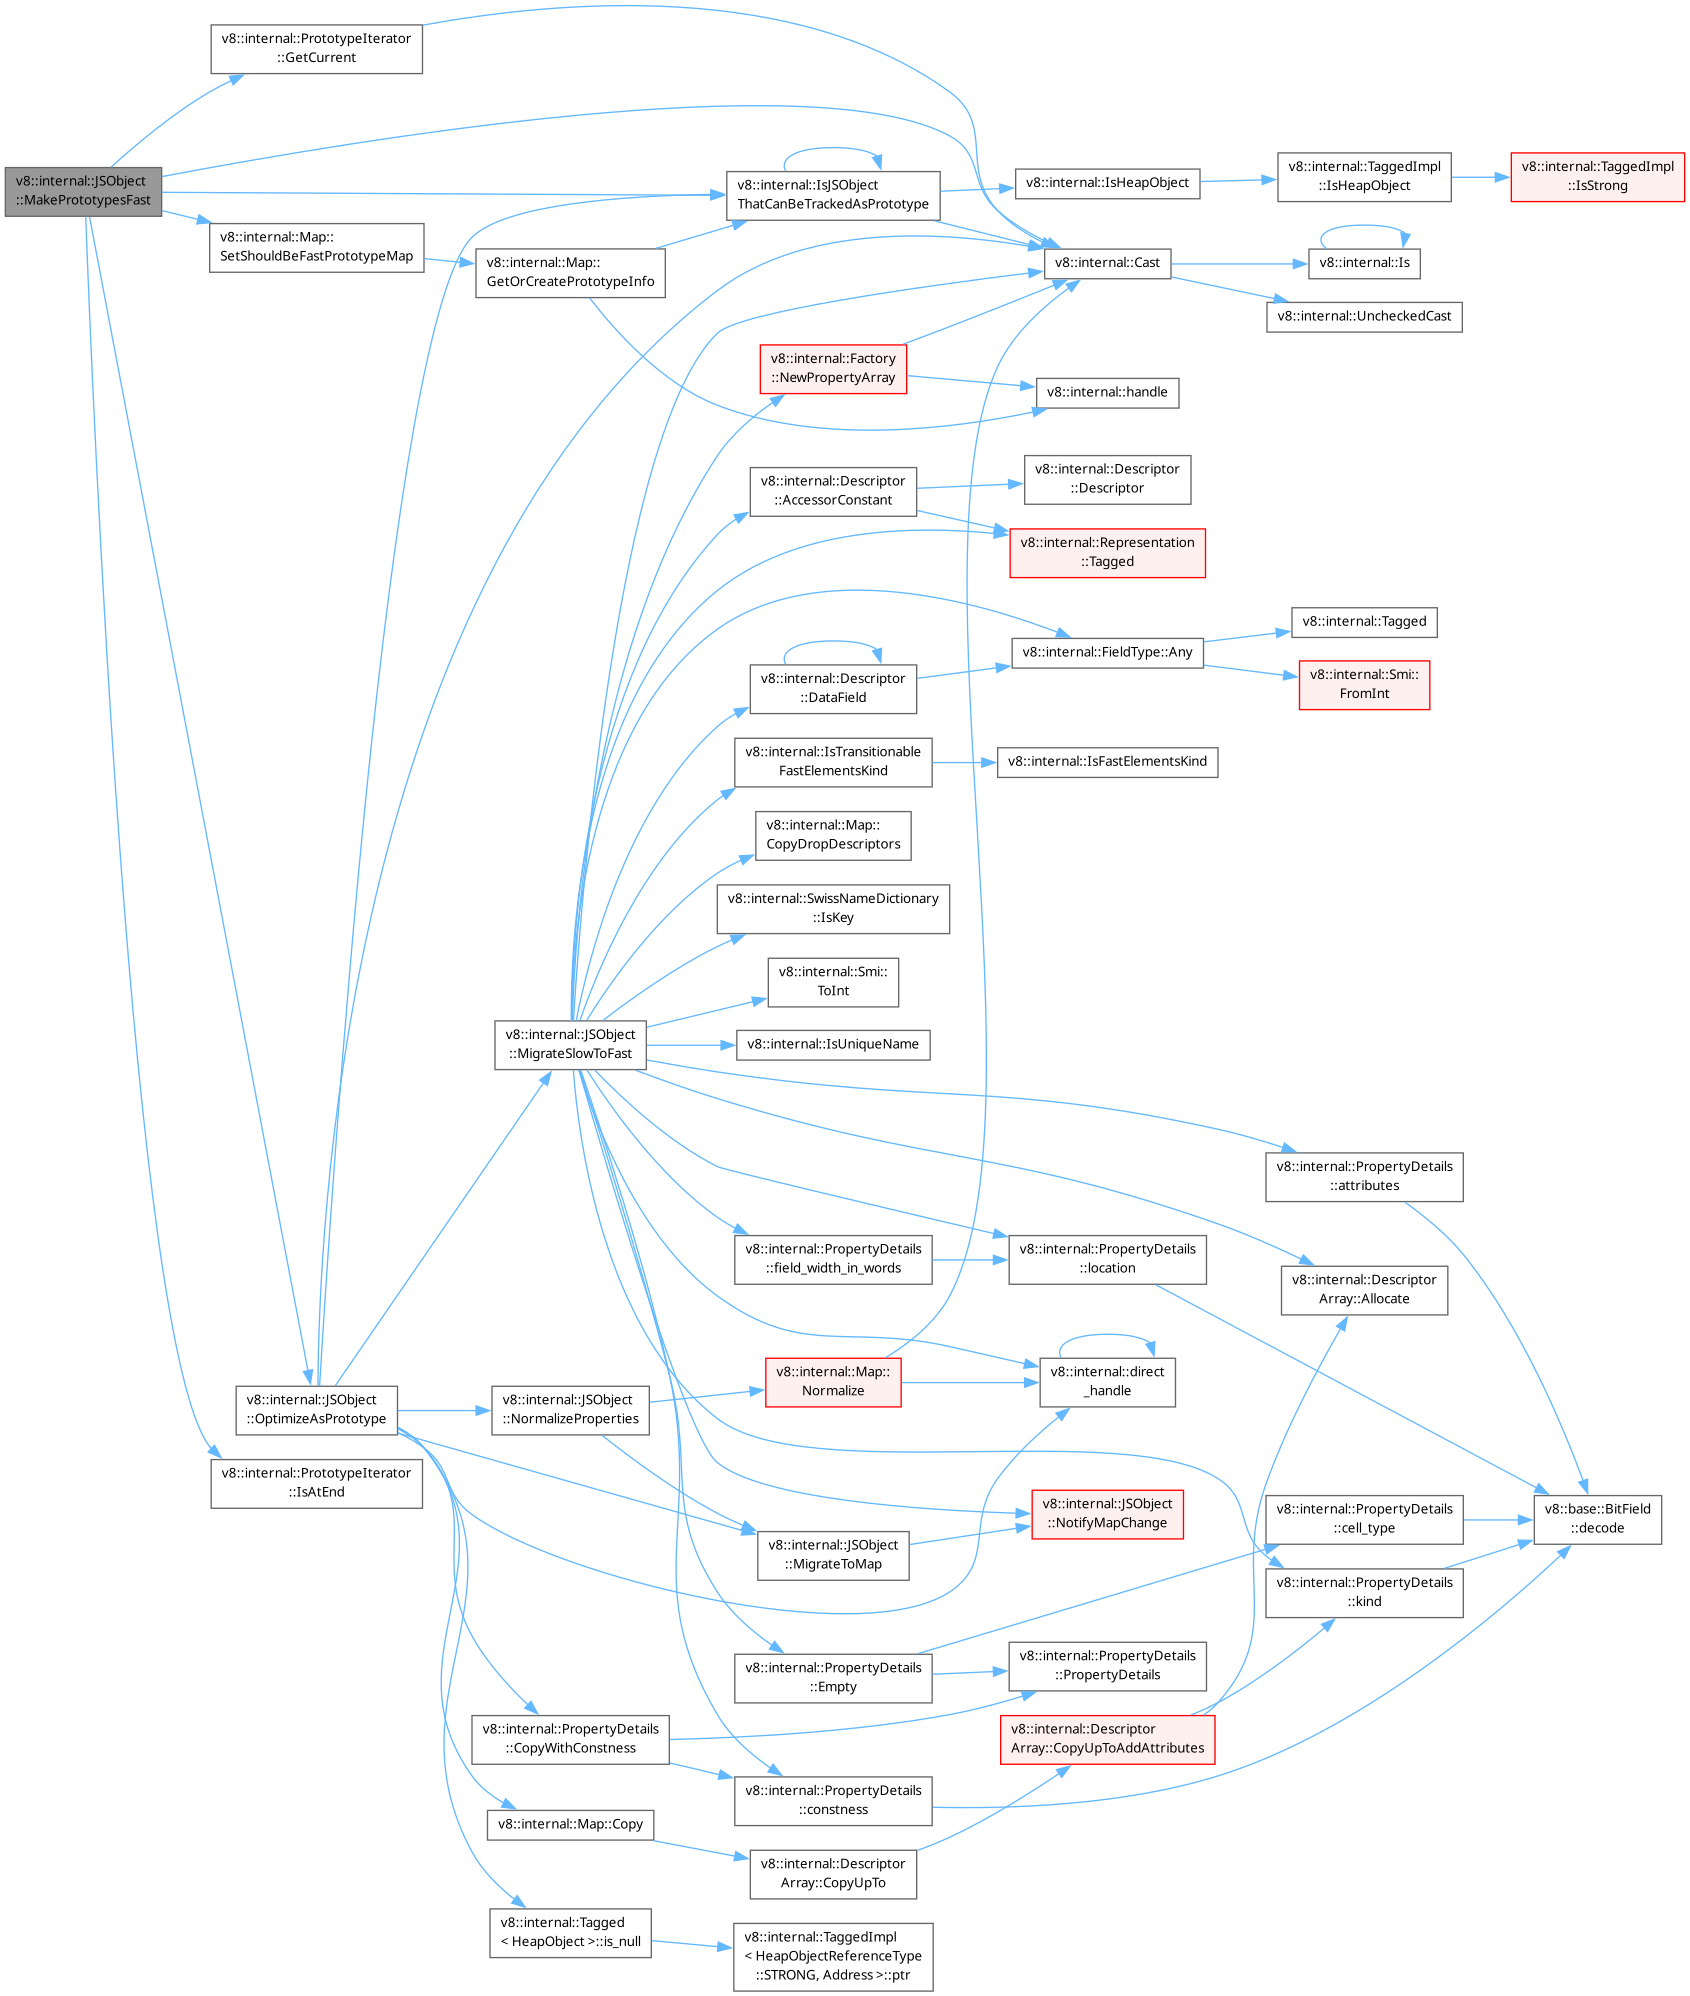 v8::internal::PrototypeIterator
::GetCurrent
v8::internal::JSObject
::MakePrototypesFast
v8::internal::IsJSObject
ThatCanBeTrackedAsPrototype
v8::internal::IsHeapObject
v8::internal::TaggedImpl
::IsHeapObject
v8::internal::TaggedImpl
::IsStrong
v8::internal::Map::
SetShouldBeFastPrototypeMap
v8::internal::Map::
GetOrCreatePrototypeInfo
v8::internal::Cast
v8::internal::Is
v8::internal::UncheckedCast
v8::internal::Factory
::NewPropertyArray
v8::internal::handle
v8::internal::Descriptor
::AccessorConstant
v8::internal::Descriptor
::Descriptor
v8::internal::Representation
::Tagged
v8::internal::Tagged
v8::internal::FieldType::Any
v8::internal::Smi::
FromInt
v8::internal::Descriptor
::DataField
v8::internal::IsTransitionable
FastElementsKind
v8::internal::IsFastElementsKind
v8::internal::Map::
CopyDropDescriptors
v8::internal::SwissNameDictionary
::IsKey
v8::internal::Smi::
ToInt
v8::internal::JSObject
::MigrateSlowToFast
v8::internal::IsUniqueName
v8::internal::PropertyDetails
::attributes
v8::internal::PropertyDetails
::field_width_in_words
v8::internal::PropertyDetails
::location
v8::internal::Descriptor
Array::Allocate
v8::internal::Map::
Normalize
v8::internal::direct
_handle
v8::internal::JSObject
::OptimizeAsPrototype
v8::internal::JSObject
::NormalizeProperties
v8::internal::PrototypeIterator
::IsAtEnd
v8::internal::JSObject
::NotifyMapChange
v8::internal::PropertyDetails
::cell_type
v8::base::BitField
::decode
v8::internal::JSObject
::MigrateToMap
v8::internal::PropertyDetails
::kind
v8::internal::PropertyDetails
::Empty
v8::internal::PropertyDetails
::PropertyDetails
v8::internal::PropertyDetails
::CopyWithConstness
v8::internal::Descriptor
Array::CopyUpToAddAttributes
v8::internal::PropertyDetails
::constness
v8::internal::Map::Copy
v8::internal::Descriptor
Array::CopyUpTo
v8::internal::Tagged
< HeapObject >::is_null
v8::internal::TaggedImpl
< HeapObjectReferenceType
::STRONG, Address >::ptr